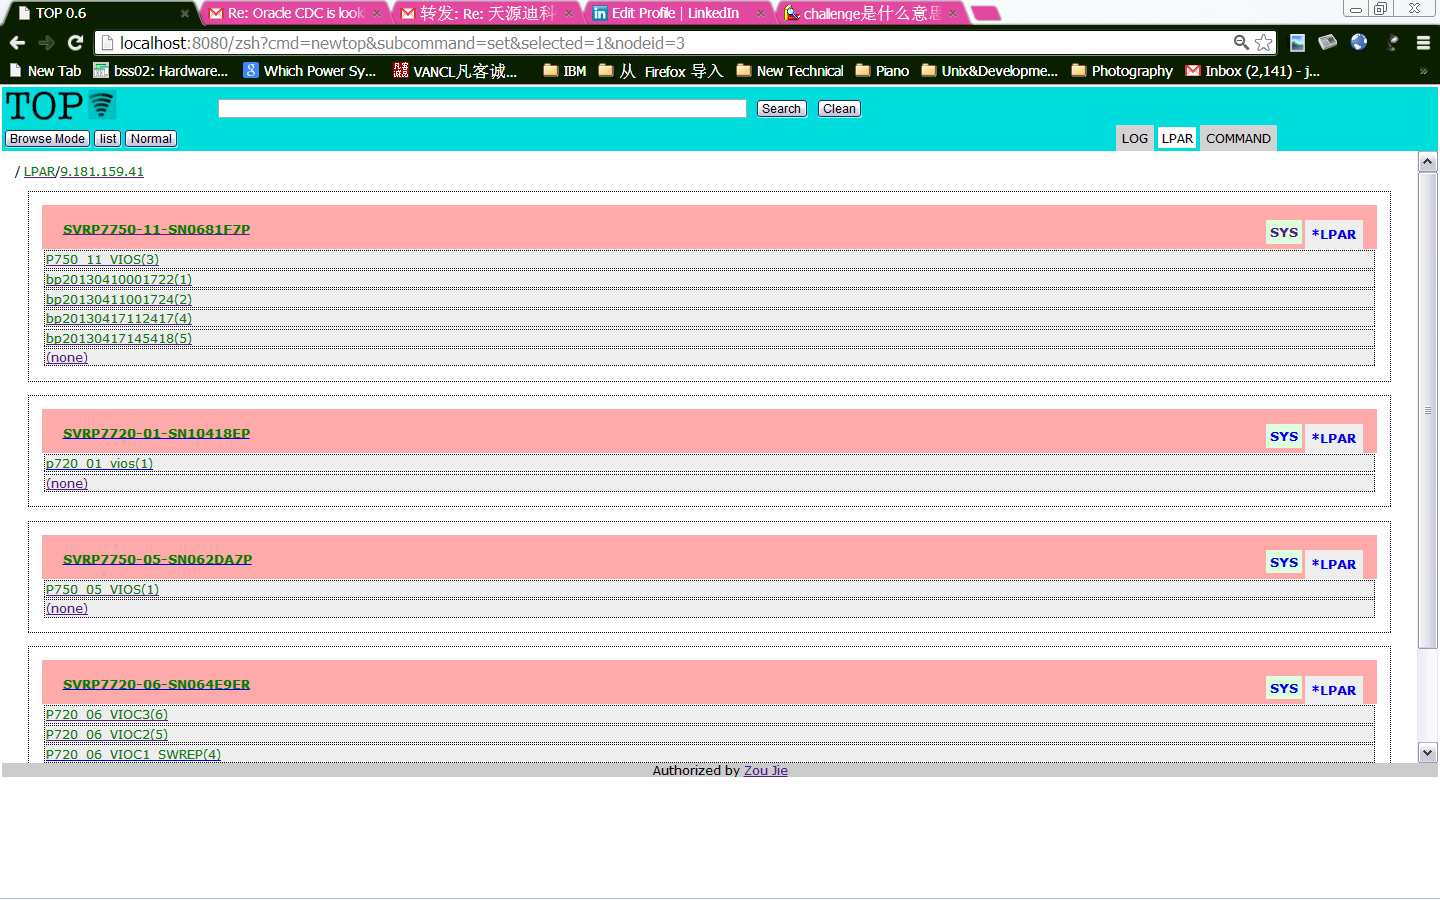 TOP 0.6
Re: Oracle CDC is look
转发: Re: 天源迪科
Edit Profile | LinkedIn
challenge是什么意思
localhost:8080/zsh?cmd=newtop&subcommand=set&selected=1&nodeid=3
New Tab
bss02: Hardware...
Which Power Sy...
VANCL凡客诚...
IBM
从 Firefox 导入
New Technical
Piano
Unix&Developme...
Photography
Inbox (2,141) - j...
»
TOP
Search
Clean
Browse Mode
list
Normal
LOG
LPAR
COMMAND
/ LPAR/9.181.159.41
SVRP7750-11-SN0681F7P
SYS
*LPAR
P750_11_VIOS(3)
bp20130410001722(1)
bp20130411001724(2)
bp20130417112417(4)
bp20130417145418(5)
(none)
SVRP7720-01-SN10418EP
SYS
*LPAR
p720_01_vios(1)
(none)
SVRP7750-05-SN062DA7P
SYS
*LPAR
P750_05_VIOS(1)
(none)
SVRP7720-06-SN064E9ER
SYS
*LPAR
P720_06_VIOC3(6)
P720_06_VIOC2(5)
P720_06_VIOC1_SWREP(4)
Authorized by Zou Jie